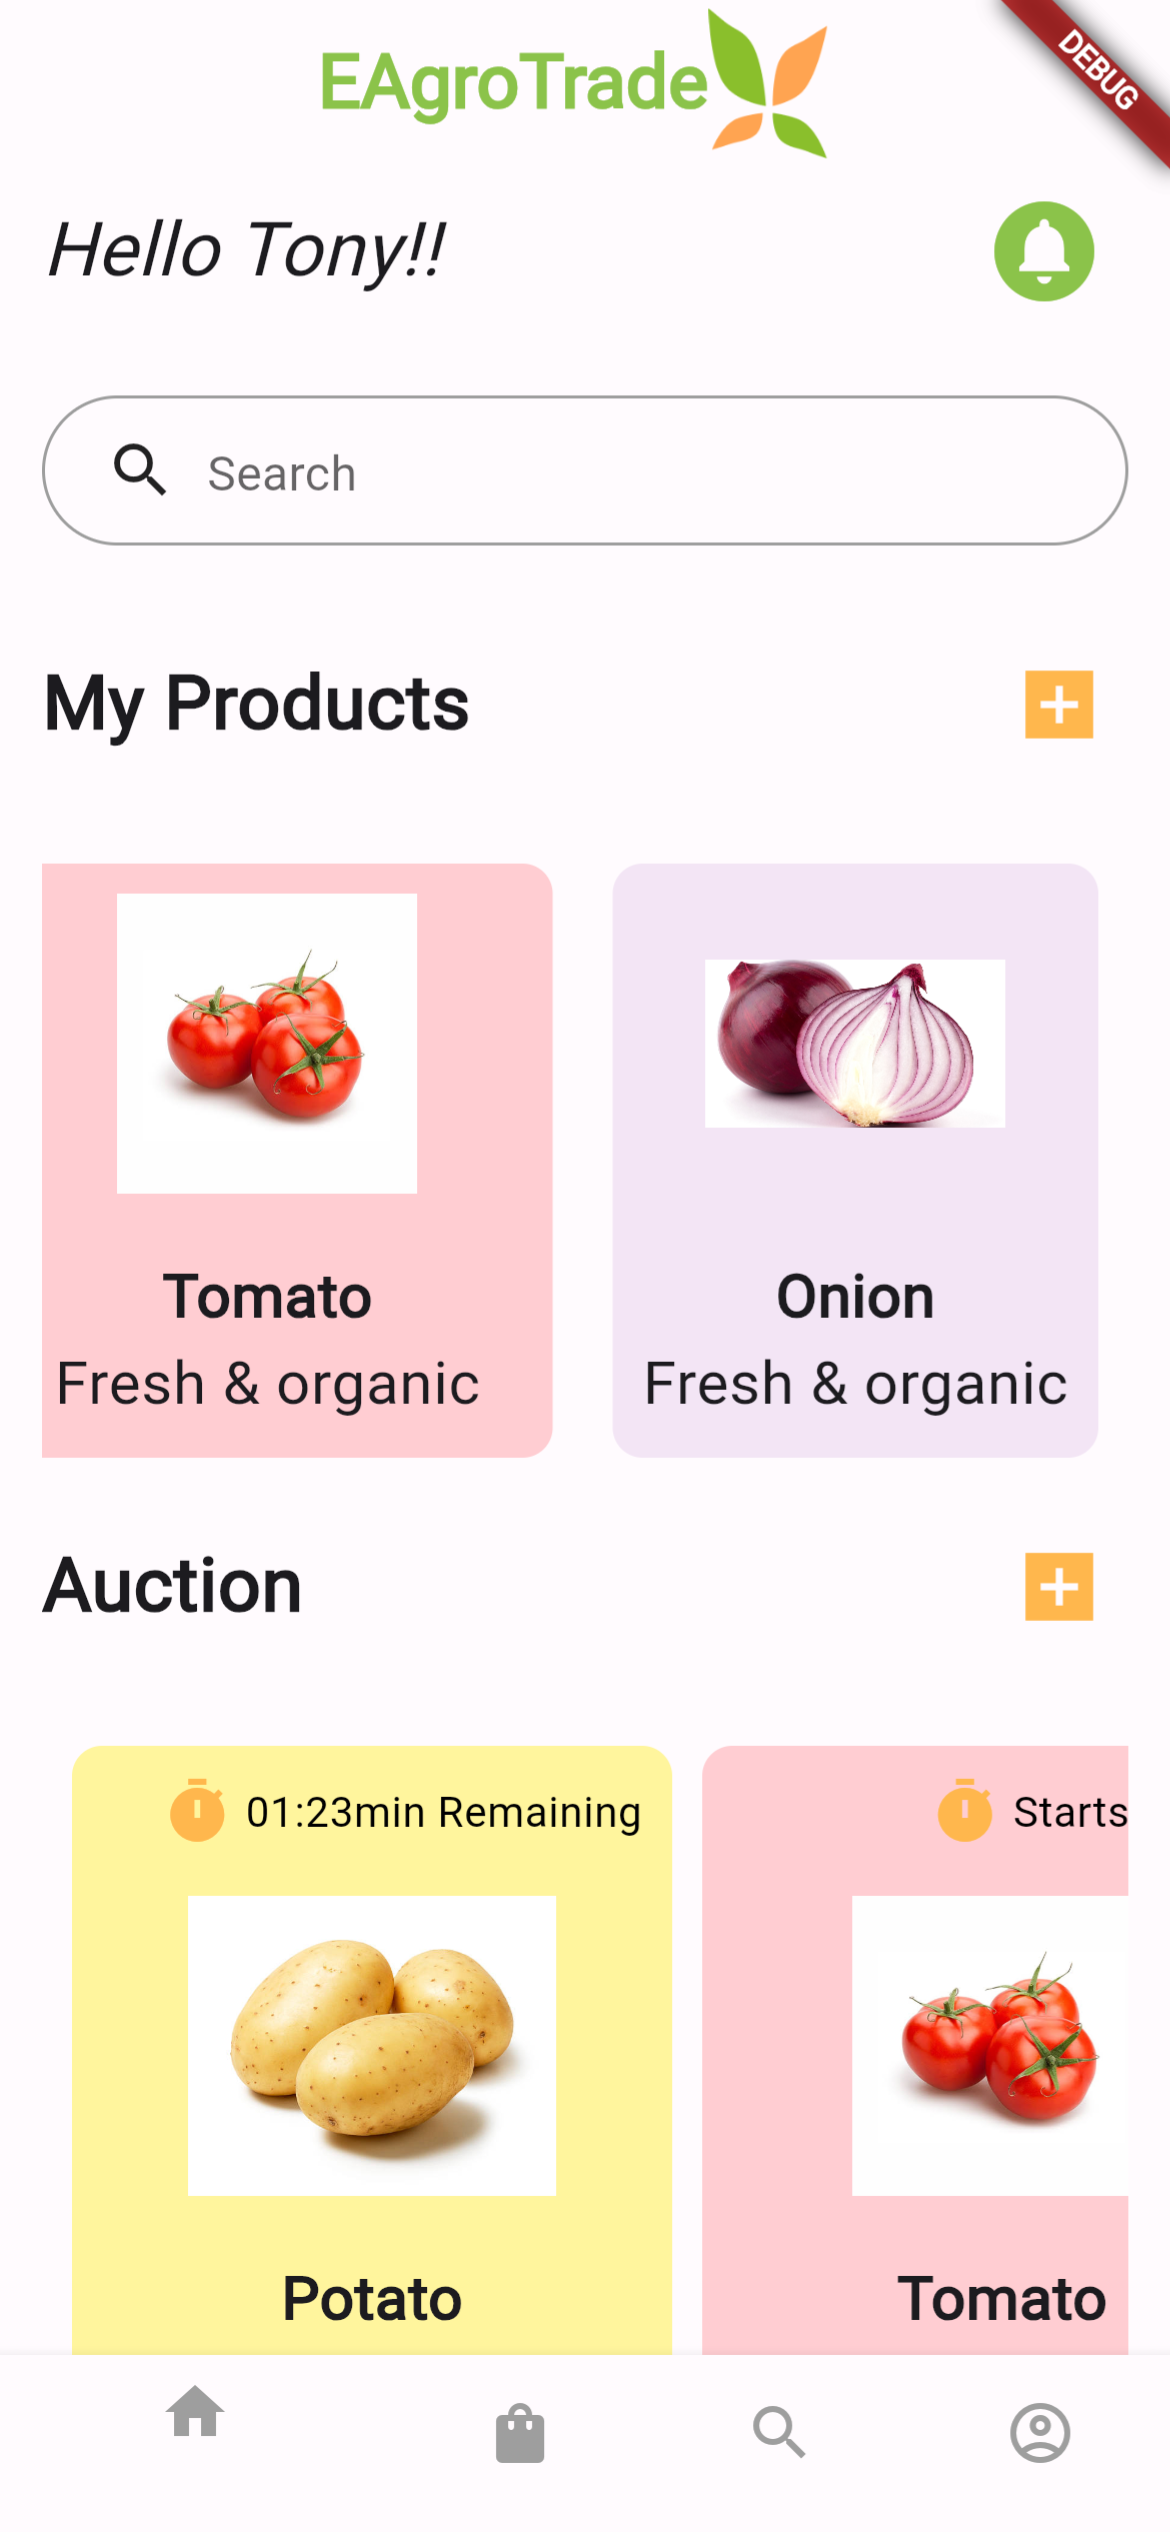 EAgroTrade
DEBUG
Hello Tony!!
Search
My Products
Tomato
Fresh & organic
Onion
Fresh & organic
Auction
01:23min Remaining
Potato
Starts
Tomato